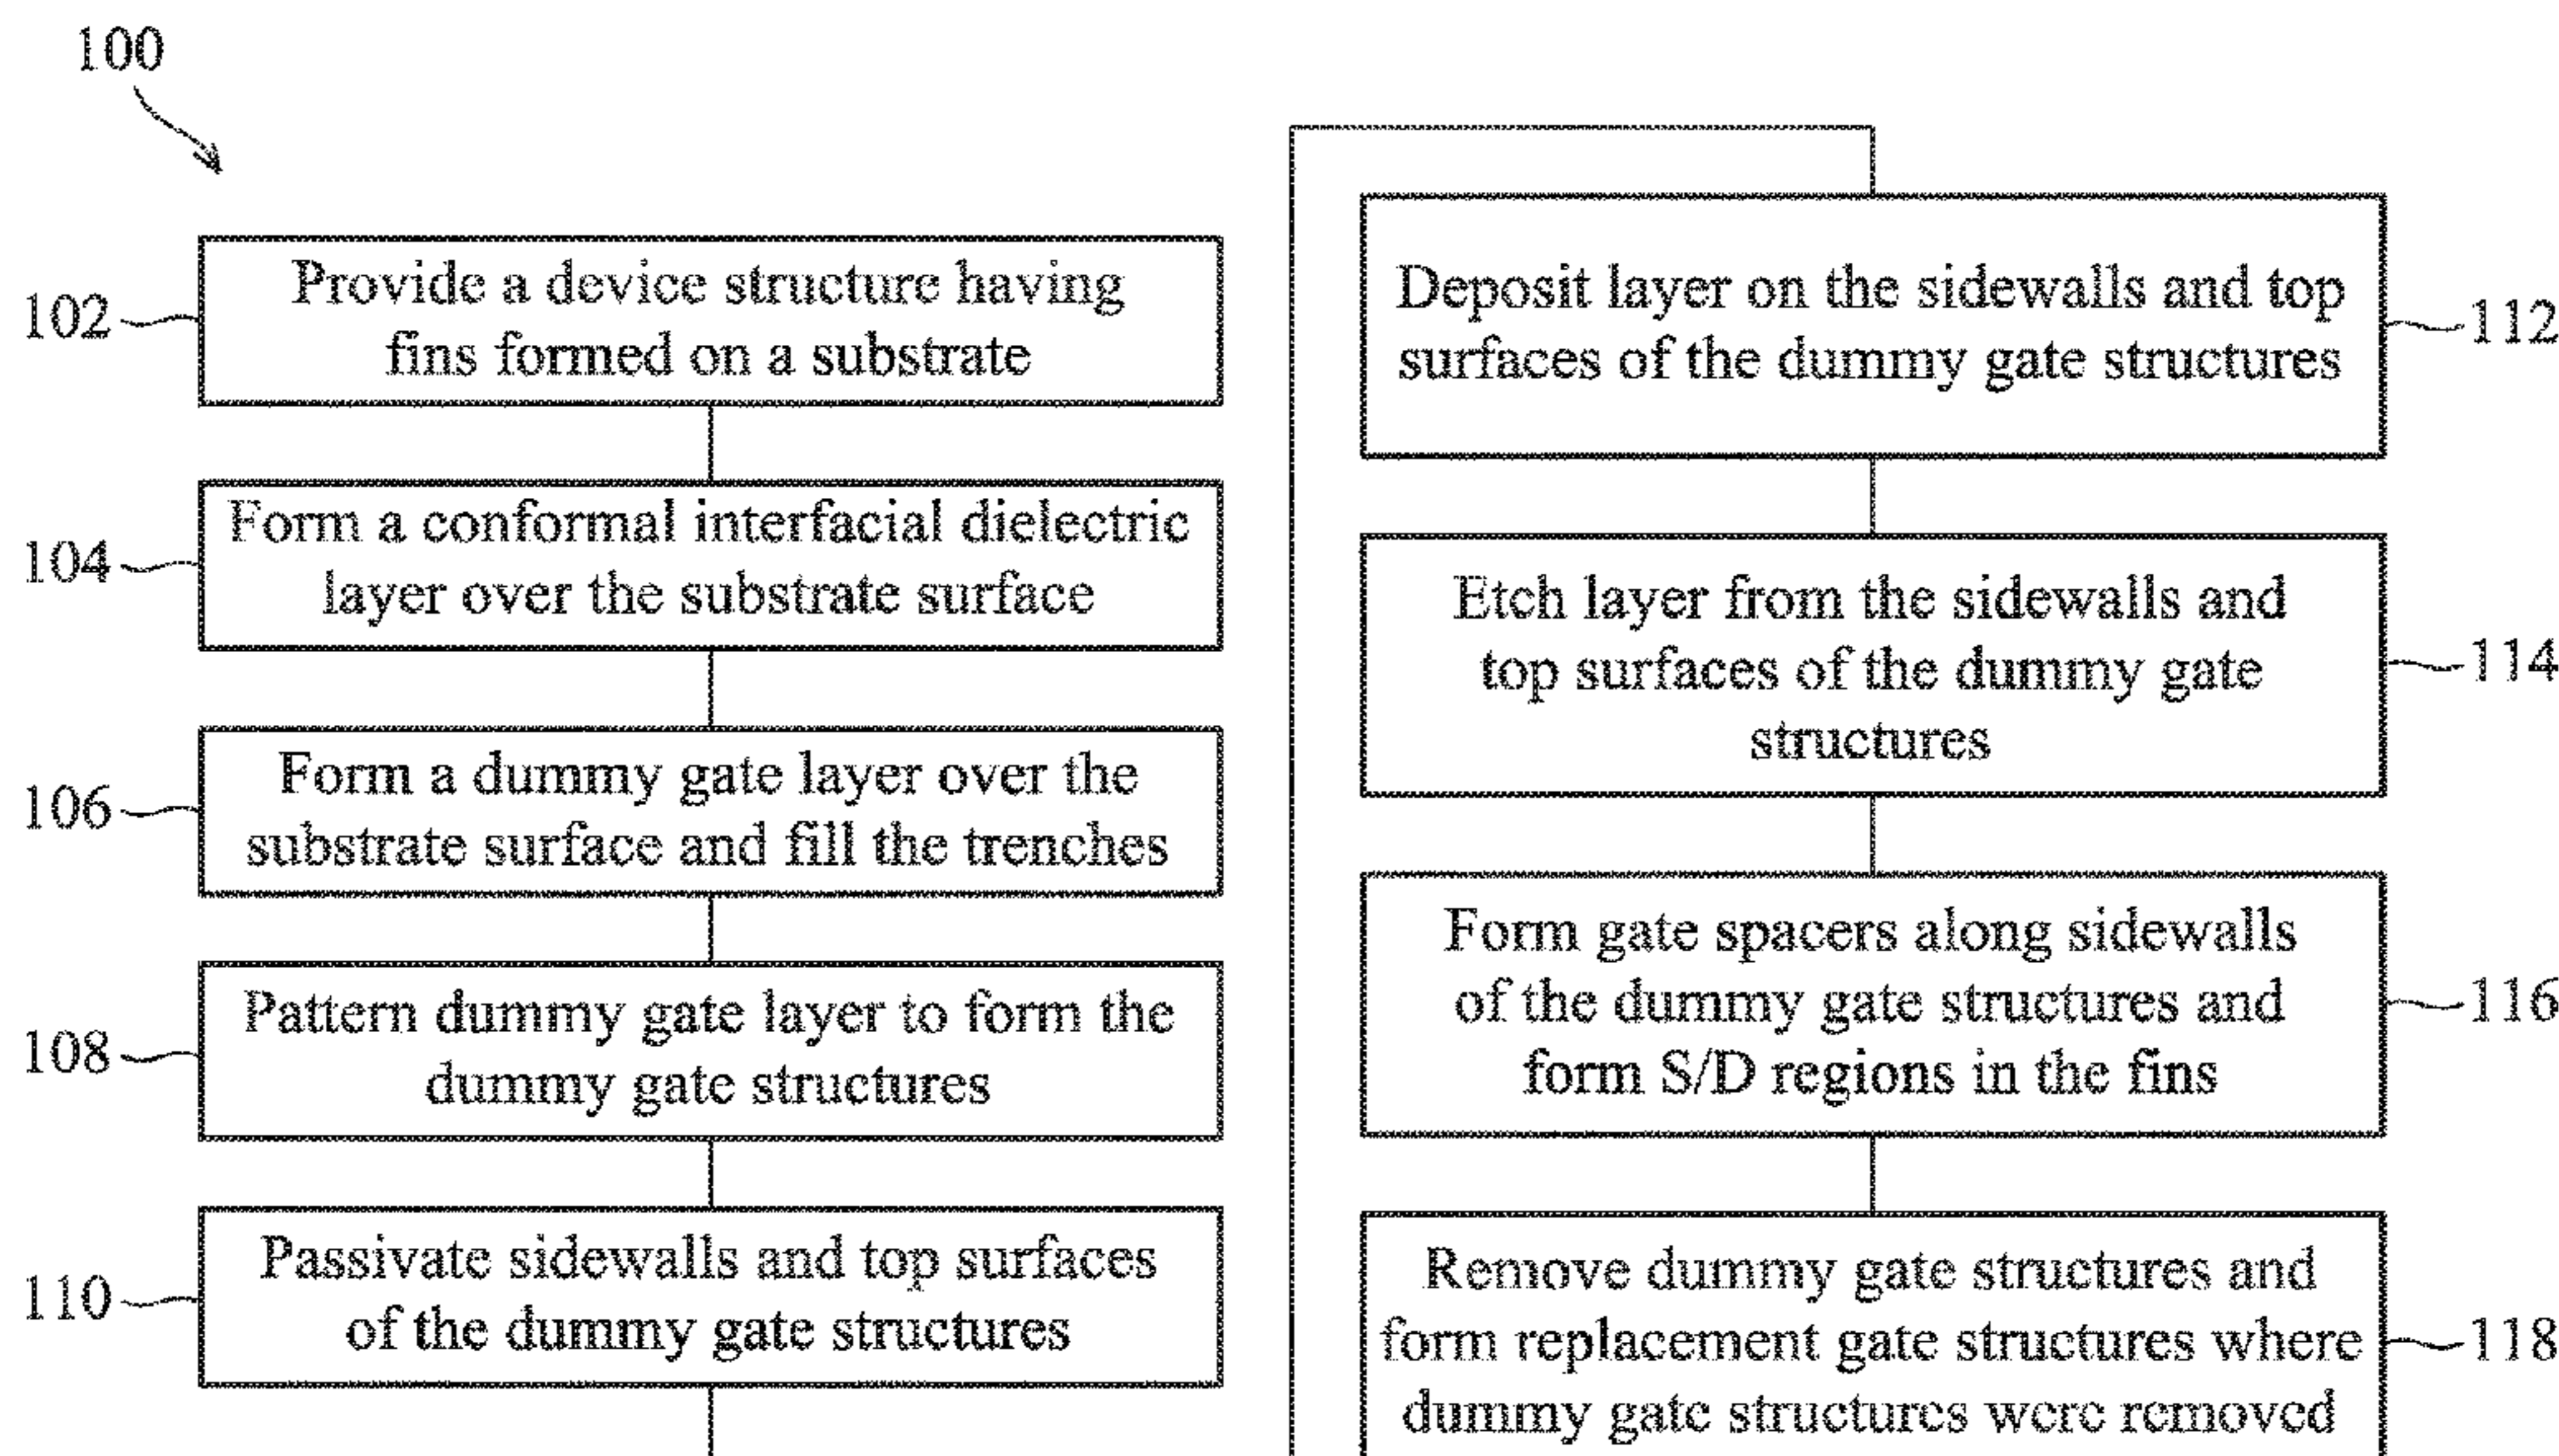 100
102
Provide a device structure having
fins formed on a substrate
104
Form a conformal interfacial dielectric
layer over the substrate surface
106
Form a dummy gate layer over the
substrate surface and fill the trenches
108
Pattern dummy gate layer to form the
dummy gate structures
110
Passivate sidewalls and top surfaces
of the dummy gate structures
Deposit layer on the sidewalls and top
surfaces of the dummy gate structures
112
Etch layer from the sidewalls and
top surfaces of the dummy gate
structures
114
Form gate spacers along sidewalls
of the dummy gate structures and
form S/D regions in the fins
116
Remove dummy gate structures and
form replacement gate structures where
dummy gate structures were removed
118